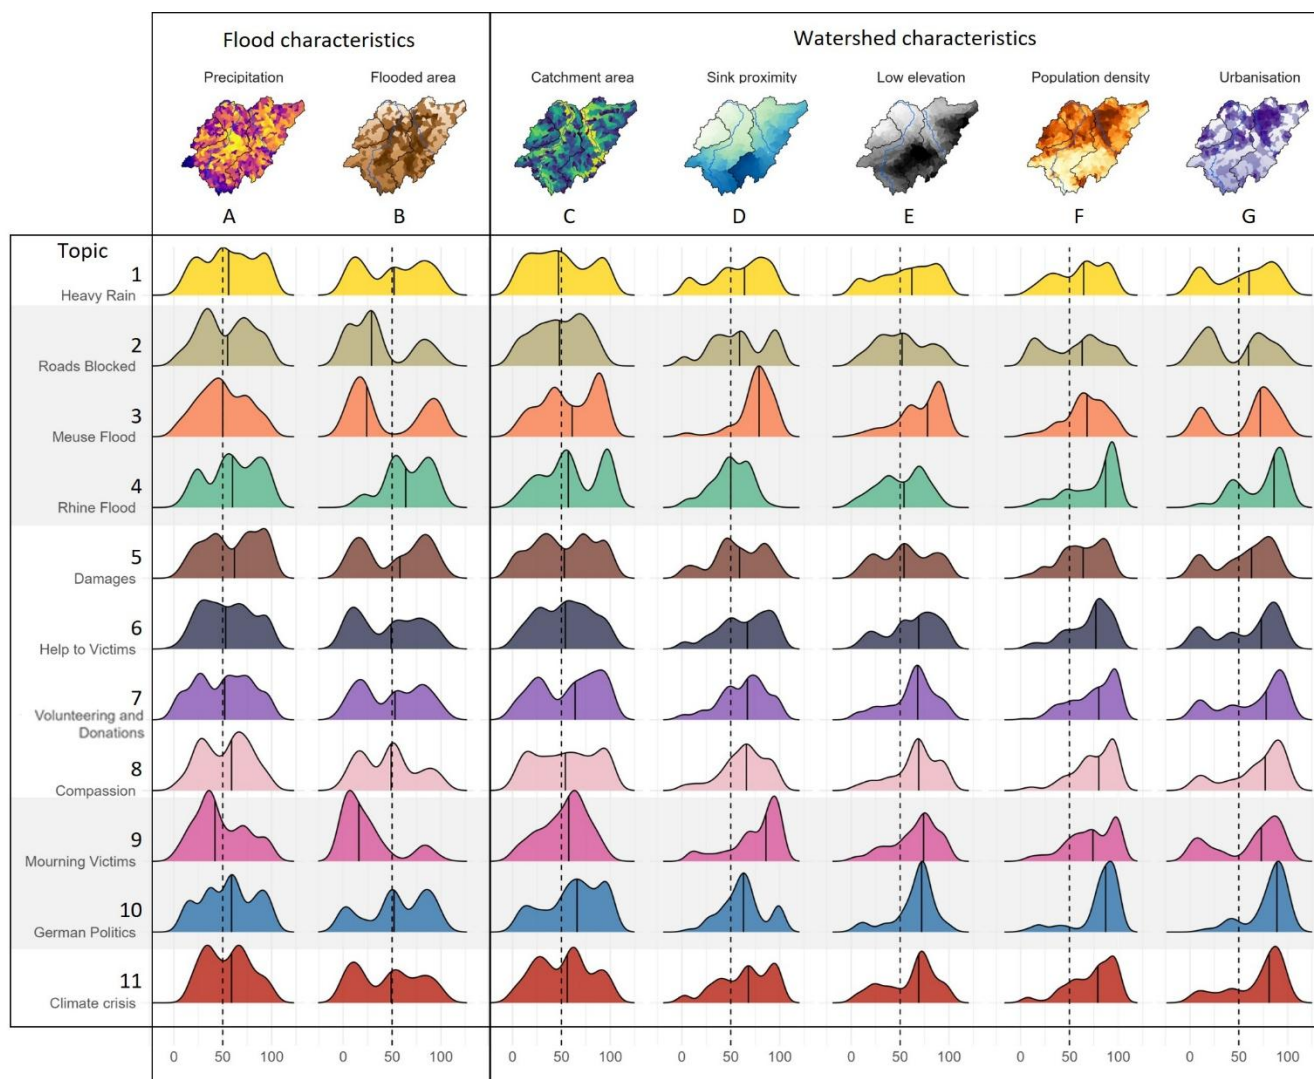 Flood characteristics
Watershed characteristics
Precipitation
Flooded area
Catchment area
Sink proximity
Low elevation
Population density
Urbanisation
A
B
C
D
E
F
G
Topic
1
Heavy Rain
2
Roads Blocked
3
Meuse Flood
4
Rhine Flood
5
Damages
6
Help to Victims
7
Volunteering and
Donations
8
Compassion
9
Mourning Victims
10
German Politics
11
Climate crisis
0 50 100
0 50 100
0 50 100
0 50 100
0 50 100
0 50 100
0 50 100